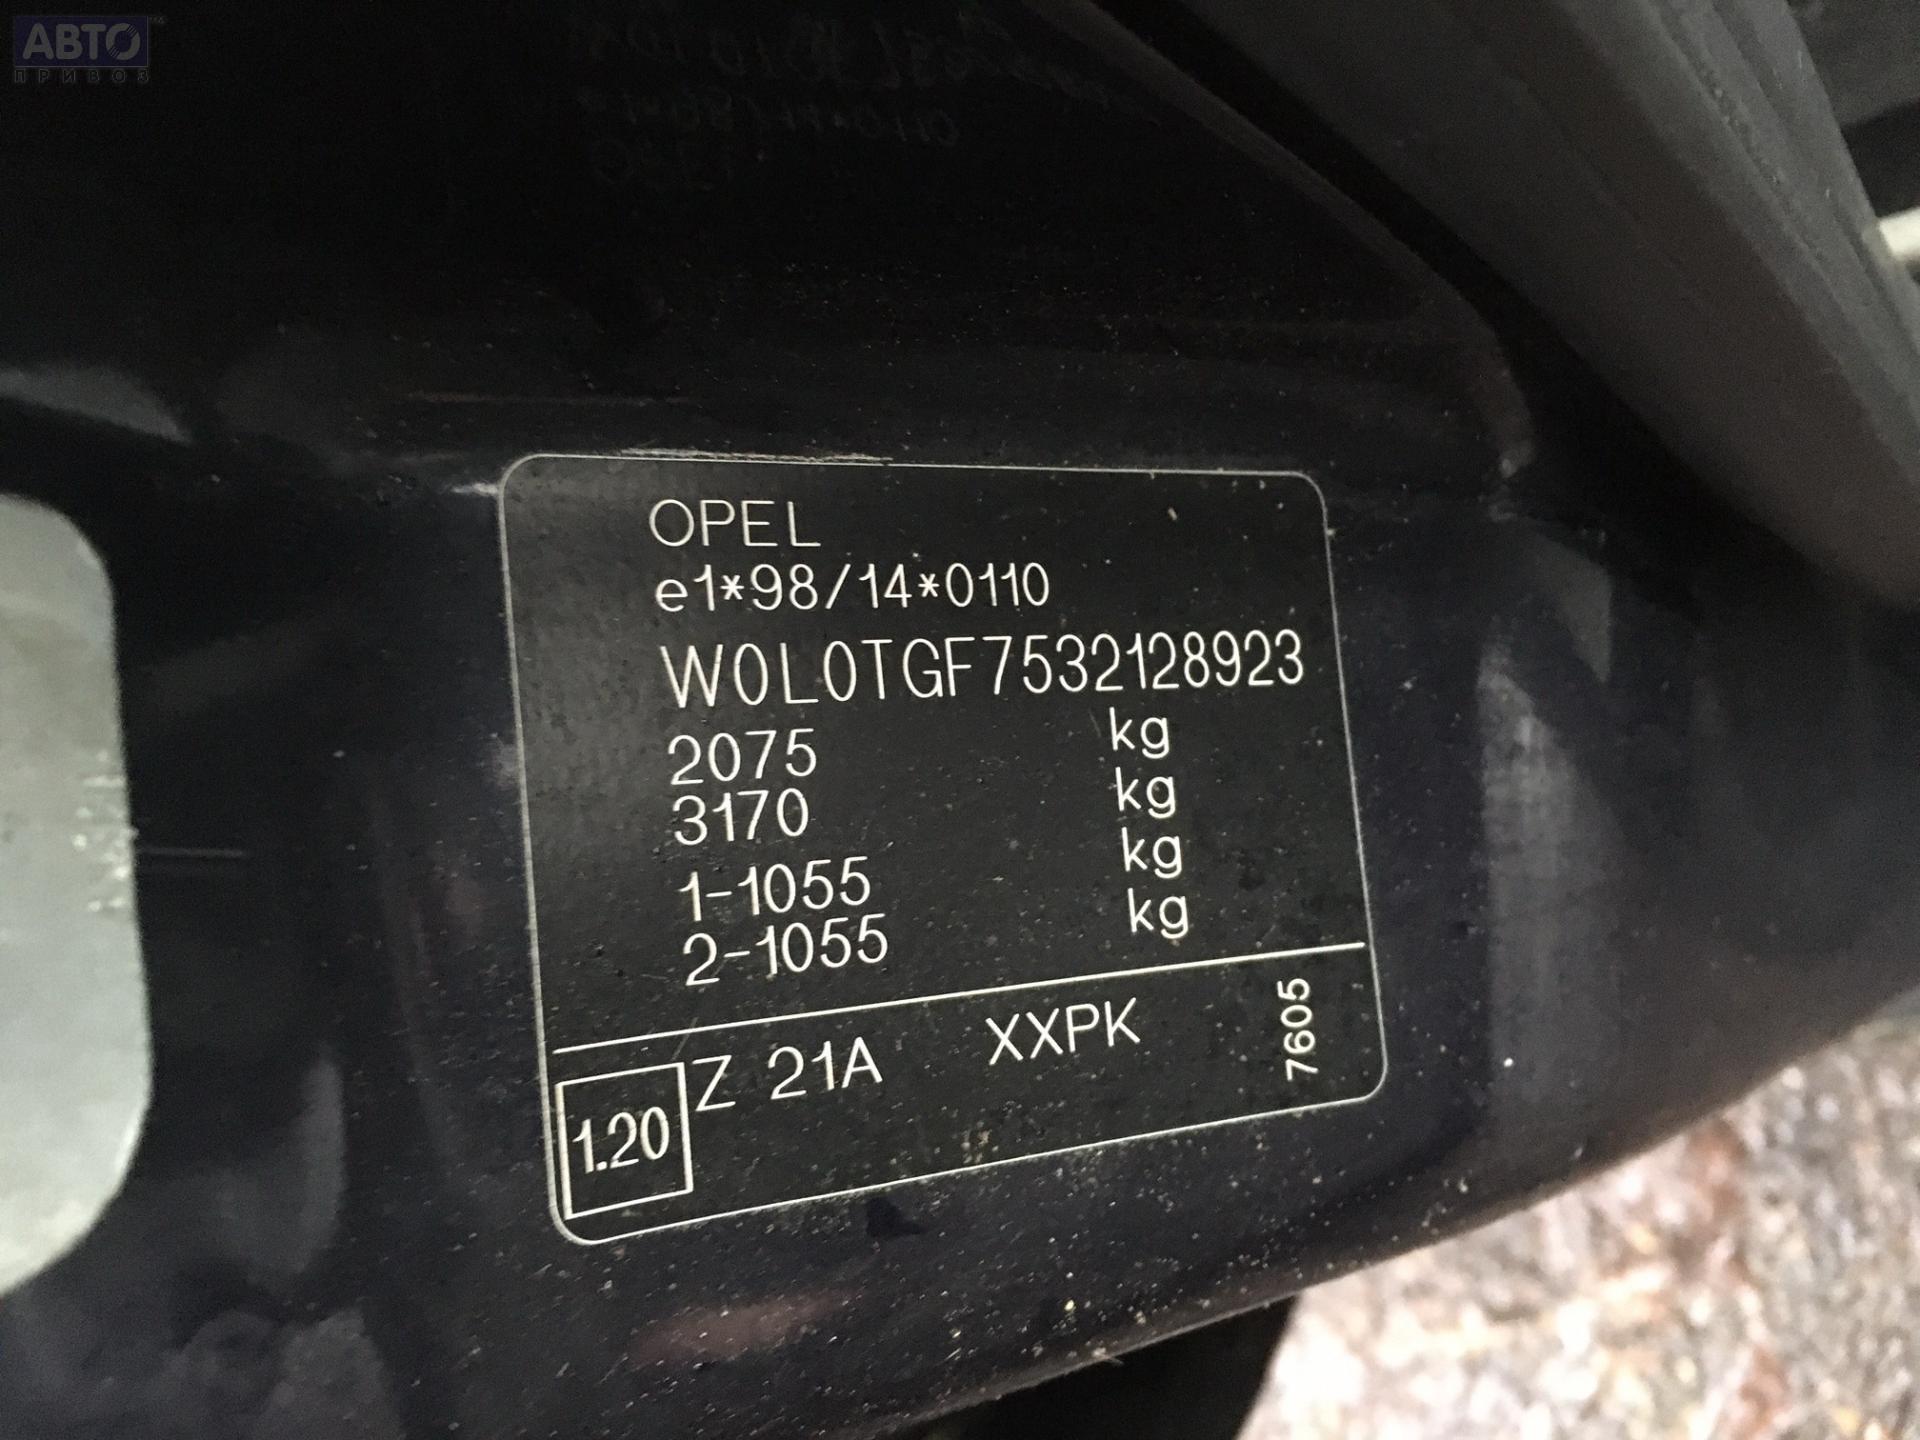 АВТО
ПРИВОЗ
OPEL
e1*98/14*0110
W0L0TGF7532128923
2075 kg
3170 kg
1-1055 kg
2-1055 kg
1.20 Z 21A XXPK 7605